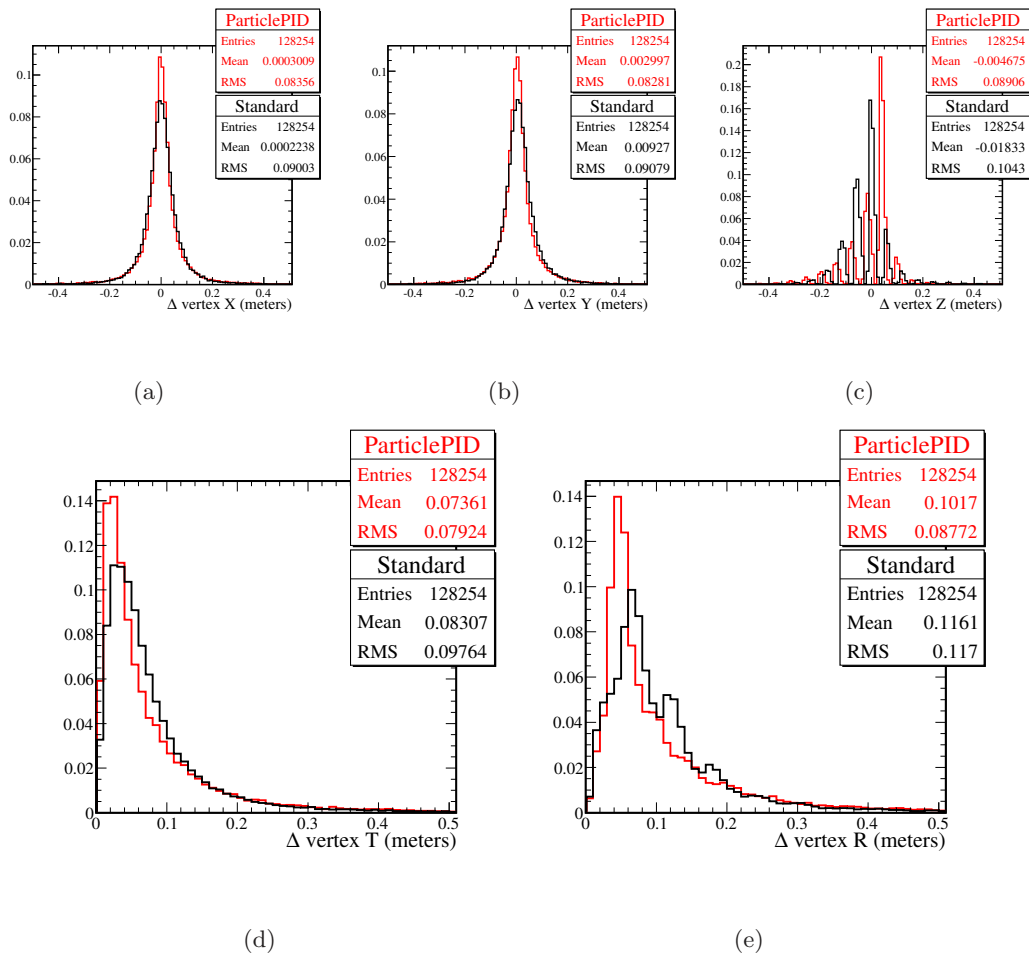 ParticlePID
Entries 128254
Mean 0.0003009
RMS 0.08356
Standard
Entries 128254
Mean 0.0002238
RMS 0.09003
0.1
0.08
0.06
0.04
0.02
0
-0.4 -0.2 0 0.2 0.4
Δ vertex X (meters)
(a)
ParticlePID
Entries 128254
Mean 0.002997
RMS 0.08281
Standard
Entries 128254
Mean 0.00927
RMS 0.09079
0.1
0.08
0.06
0.04
0.02
0
-0.4 -0.2 0 0.2 0.4
Δ vertex Y (meters)
(b)
ParticlePID
Entries 128254
Mean -0.004675
RMS 0.08906
Standard
Entries 128254
Mean -0.01833
RMS 0.1043
0.2
0.18
0.16
0.14
0.12
0.1
0.08
0.06
0.04
0.02
0
-0.4 -0.2 0 0.2 0.4
Δ vertex Z (meters)
(c)
ParticlePID
Entries 128254
Mean 0.07361
RMS 0.07924
Standard
Entries 128254
Mean 0.08307
RMS 0.09764
0.14
0.12
0.1
0.08
0.06
0.04
0.02
0
0 0.1 0.2 0.3 0.4 0.5
Δ vertex T (meters)
(d)
ParticlePID
Entries 128254
Mean 0.1017
RMS 0.08772
Standard
Entries 128254
Mean 0.1161
RMS 0.117
0.14
0.12
0.1
0.08
0.06
0.04
0.02
0
0 0.1 0.2 0.3 0.4 0.5
Δ vertex R (meters)
(e)